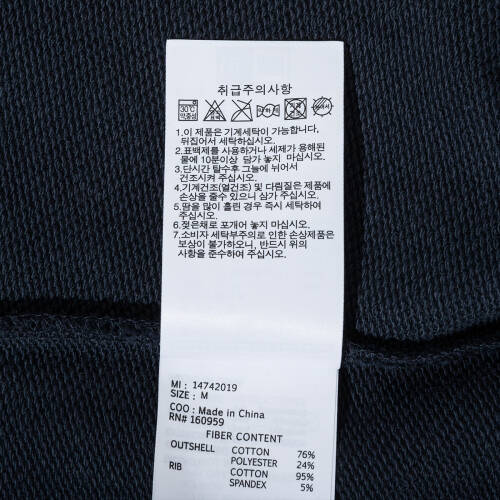 취급주의사항
30℃
약중성
1.이 제품은 기계세탁이 가능합니다,
뒤집어서 세탁하십시오.
2.표백제를 사용하거나 세제가 용해된
물에 10분이상 담가 놓지 마십시오.
3.단시간 탈수후 그늘에 뉘어서
건조시켜 주십시오.
4.기계건조(열건조) 및 다림질은 제품에
손상을 줄수 있으니 삼가 주십시오.
5.땀을 많이 흘린 경우 즉시 세탁하여
주십시오.
6.젖은채로 포개어 놓지 마십시오.
7.소비자 세탁부주의로 인한 손상제품은
보상이 불가하오니, 반드시 위의
사항을 준수하여 주십시오.
MI : 14742019
SIZE : M
COO : Made in China
RN# 160959
FIBER CONTENT
OUTSHELL COTTON 76%
POLYESTER 24%
RIB COTTON 95%
SPANDEX 5%